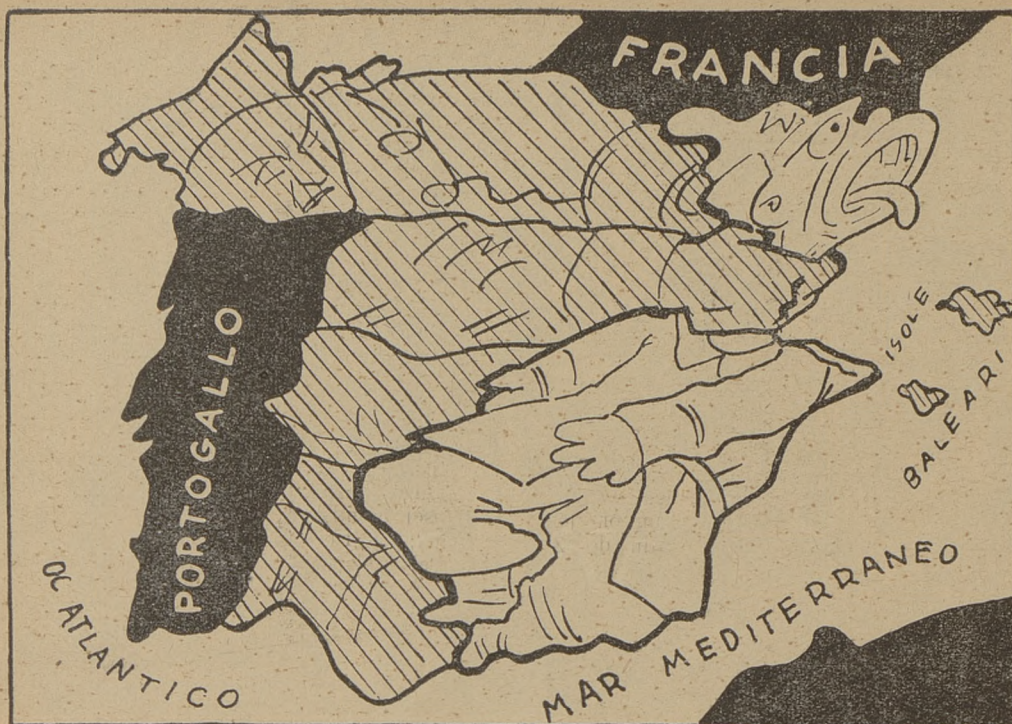 FRANCIA
PORTOGALLO
ISOLE
BALEARI
OC ATLANTICO
MAR MEDITERRANEO